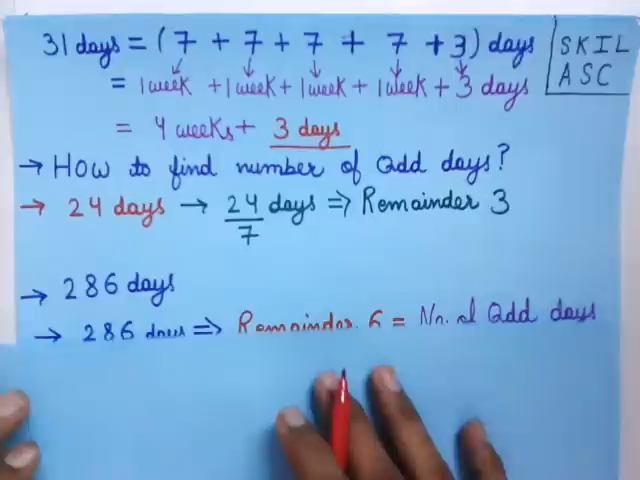 31 days = (7 + 7 + 7 + 7 + 3) days
= 1 week + 1 week + 1 week + 1 week + 3 days
= 4 weeks + 3 days
SKIL
ASC
→ How to find number of Odd days?
→ 24 days → 24/7 days ⇒ Remainder 3
→ 286 days
→ 286 days ⇒ Remainder 6 = No. of Odd days